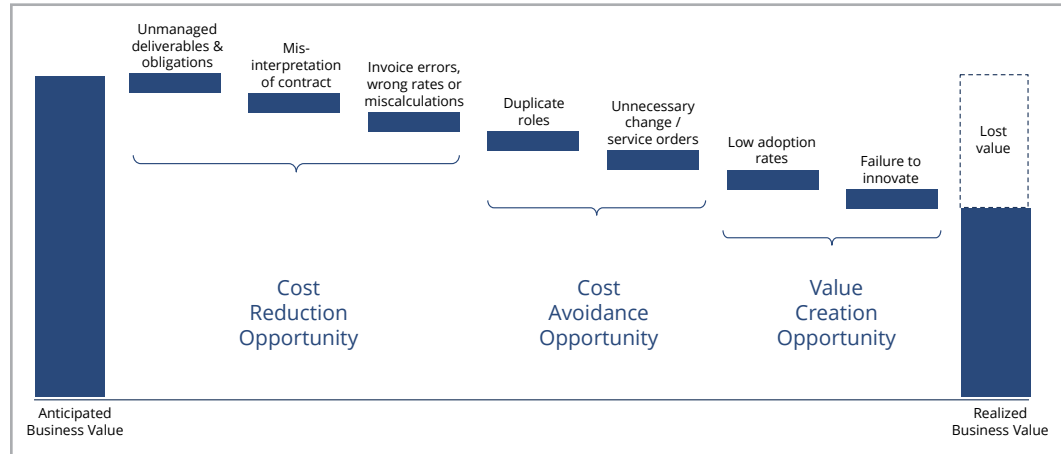 Unmanaged
deliverables &
obligations
Mis-
interpretation
of contract
Invoice errors,
wrong rates or
miscalculations
Duplicate
roles
Unnecessary
change /
service orders
Low adoption
rates
Failure to
innovate
Lost
value
Cost
Reduction
Opportunity
Cost
Avoidance
Opportunity
Value
Creation
Opportunity
Anticipated
Business Value
Realized
Business Value